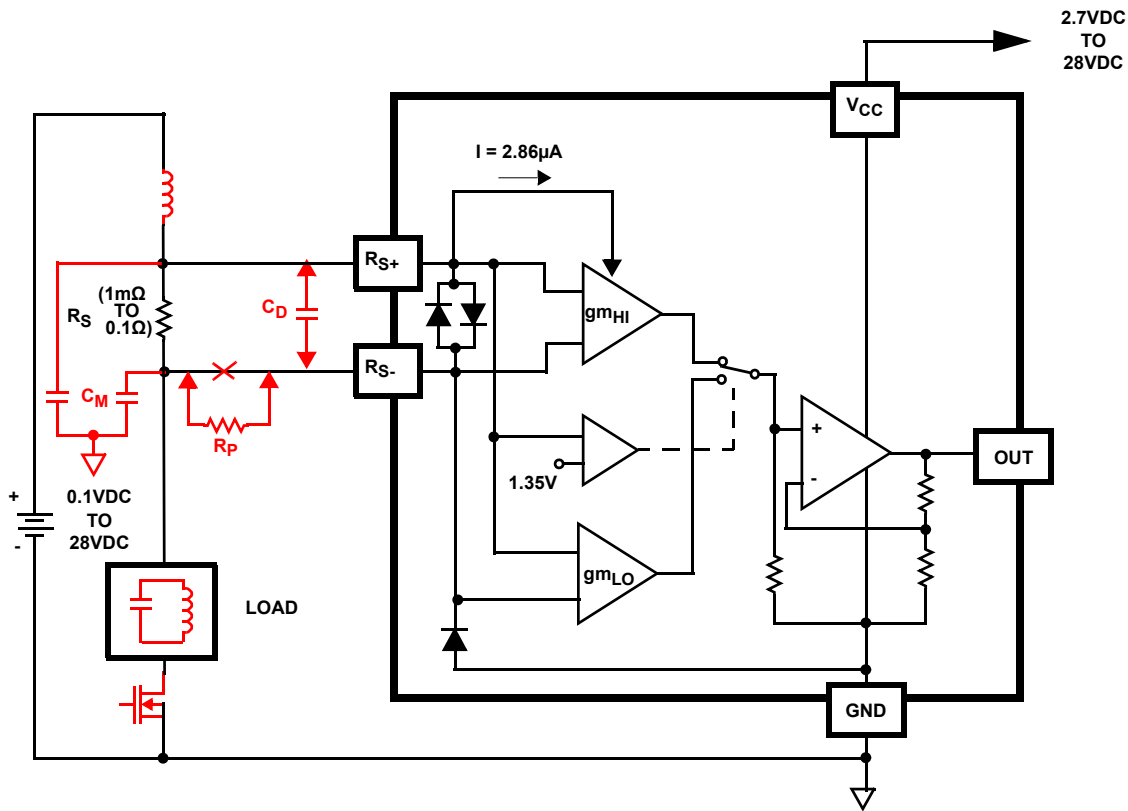 2.7VDC
TO
28VDC
VCC
I = 2.86µA
RS+
gmHI
RS
(1mΩ
TO
0.1Ω)
CD
RS-
CM
RP
1.35V
+
-
OUT
+
-
0.1VDC
TO
28VDC
gmLO
LOAD
GND